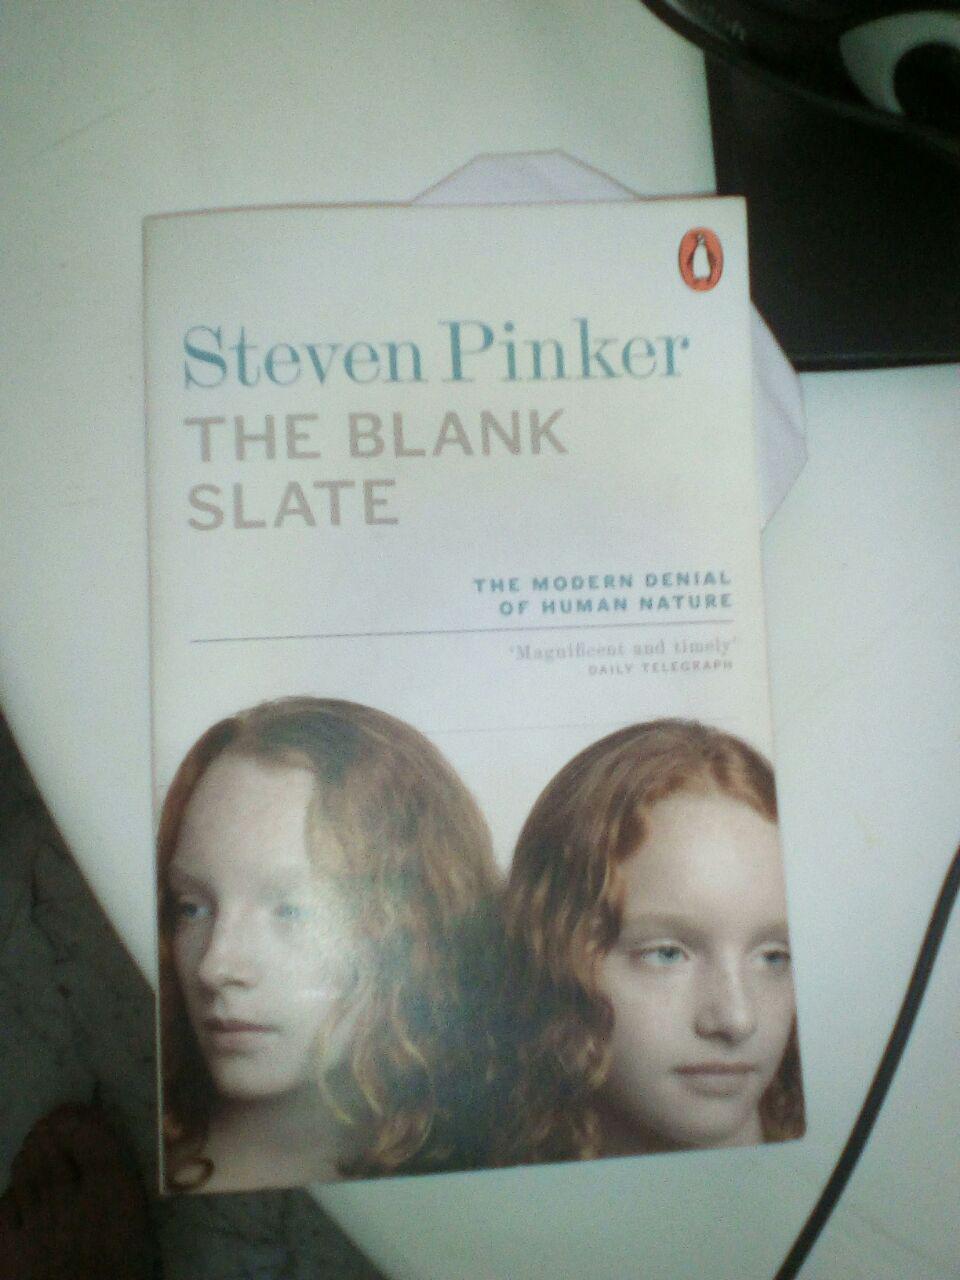 Steven Pinker
THE BLANK
SLATE
THE MODERN DENIAL
OF HUMAN NATURE
'Magnificent and timely'
DAILY TELEGRAPH